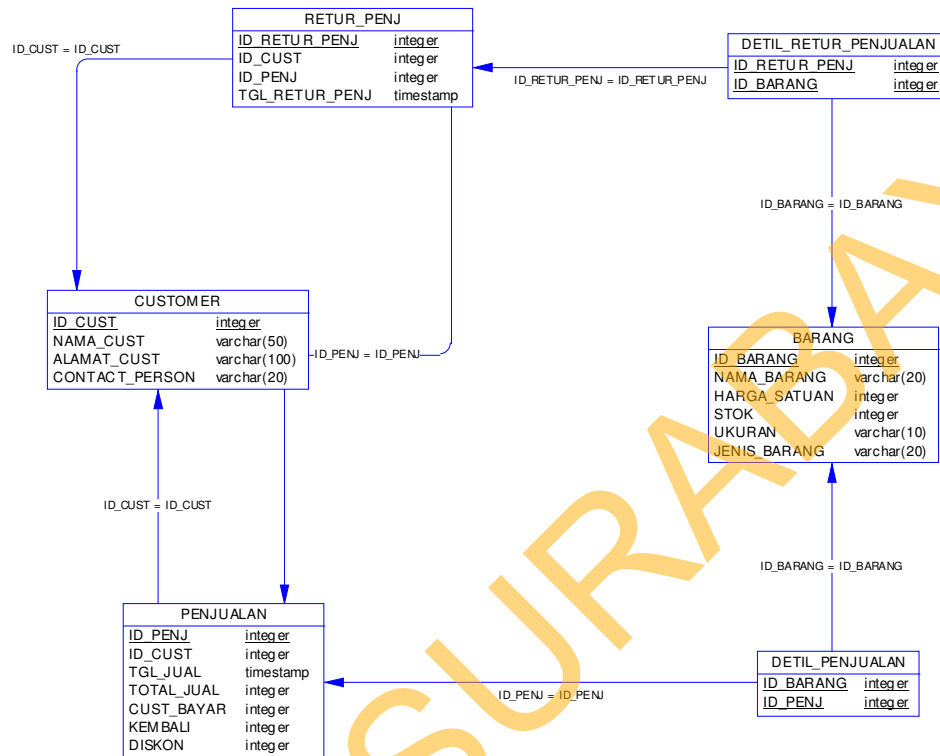 RETUR_PENJ
ID_RETUR_PENJ integer
ID_CUST integer
ID_PENJ integer
TGL_RETUR_PENJ timestamp
ID_CUST = ID_CUST
ID_RETUR_PENJ = ID_RETUR_PENJ
DETIL_RETUR_PENJUALAN
ID_RETUR_PENJ integer
ID_BARANG integer
ID_BARANG = ID_BARANG
CUSTOMER
ID_CUST integer
NAMA_CUST varchar(50)
ALAMAT_CUST varchar(100)
CONTACT_PERSON varchar(20)
ID_PENJ = ID_PENJ
BARANG
ID_BARANG integer
NAMA_BARANG varchar(20)
HARGA_SATUAN integer
STOK integer
UKURAN varchar(10)
JENIS_BARANG varchar(20)
ID_CUST = ID_CUST
ID_BARANG = ID_BARANG
PENJUALAN
ID_PENJ integer
ID_CUST integer
TGL_JUAL timestamp
TOTAL_JUAL integer
CUST_BAYAR integer
KEMBALI integer
DISKON integer
ID_PENJ = ID_PENJ
DETIL_PENJUALAN
ID_BARANG integer
ID_PENJ integer
SURABAY